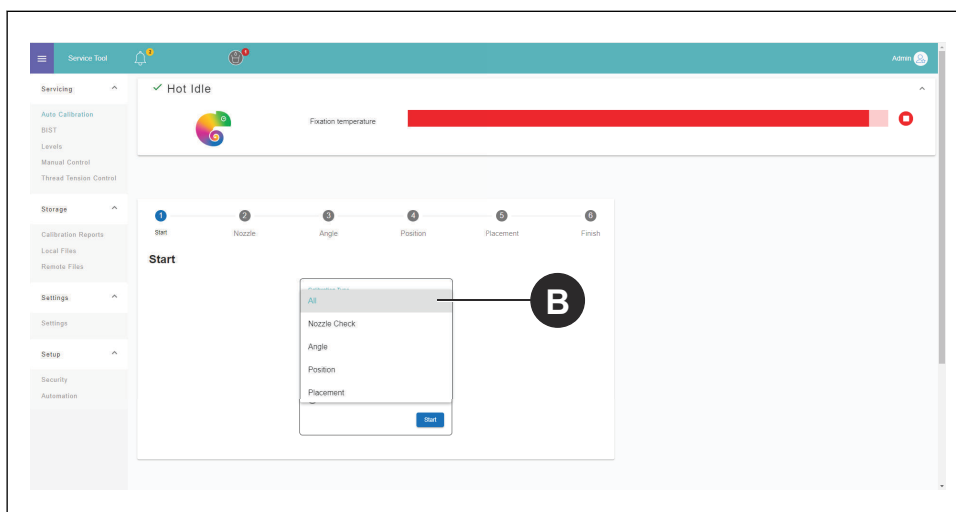 Service Tool
2
1
Admin
Servicing
Auto Calibration
BIST
Levels
Manual Control
Thread Tension Control
Storage
Calibration Reports
Local Files
Remote Files
Settings
Settings
Setup
Security
Automation
Hot Idle
Fixation temperature
1 2 3 4 5 6
Start Nozzle Angle Position Placement Finish
Start
All
Nozzle Check
Angle
Position
Placement
Start
B